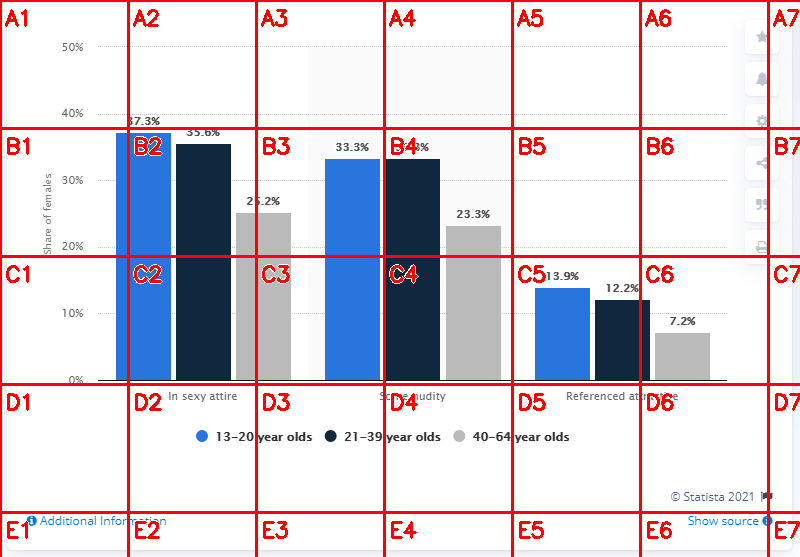 A1 A2 A3 A4 A5 A6 A7
50%
40%
37.3%
35.6%
B1 B2 B3 B4 B5 B6 B7
33.3%
30%
25.2%
23.3%
Share of females
20%
C1 C2 C3 C4 C5 C6 C7
13.9%
12.2%
10%
7.2%
0%
In sexy attire Some nudity Referenced attractive
D1 D2 D3 D4 D5 D6 D7
13-20 year olds 21-39 year olds 40-64 year olds
© Statista 2021
Additional Information Show source
E1 E2 E3 E4 E5 E6 E7